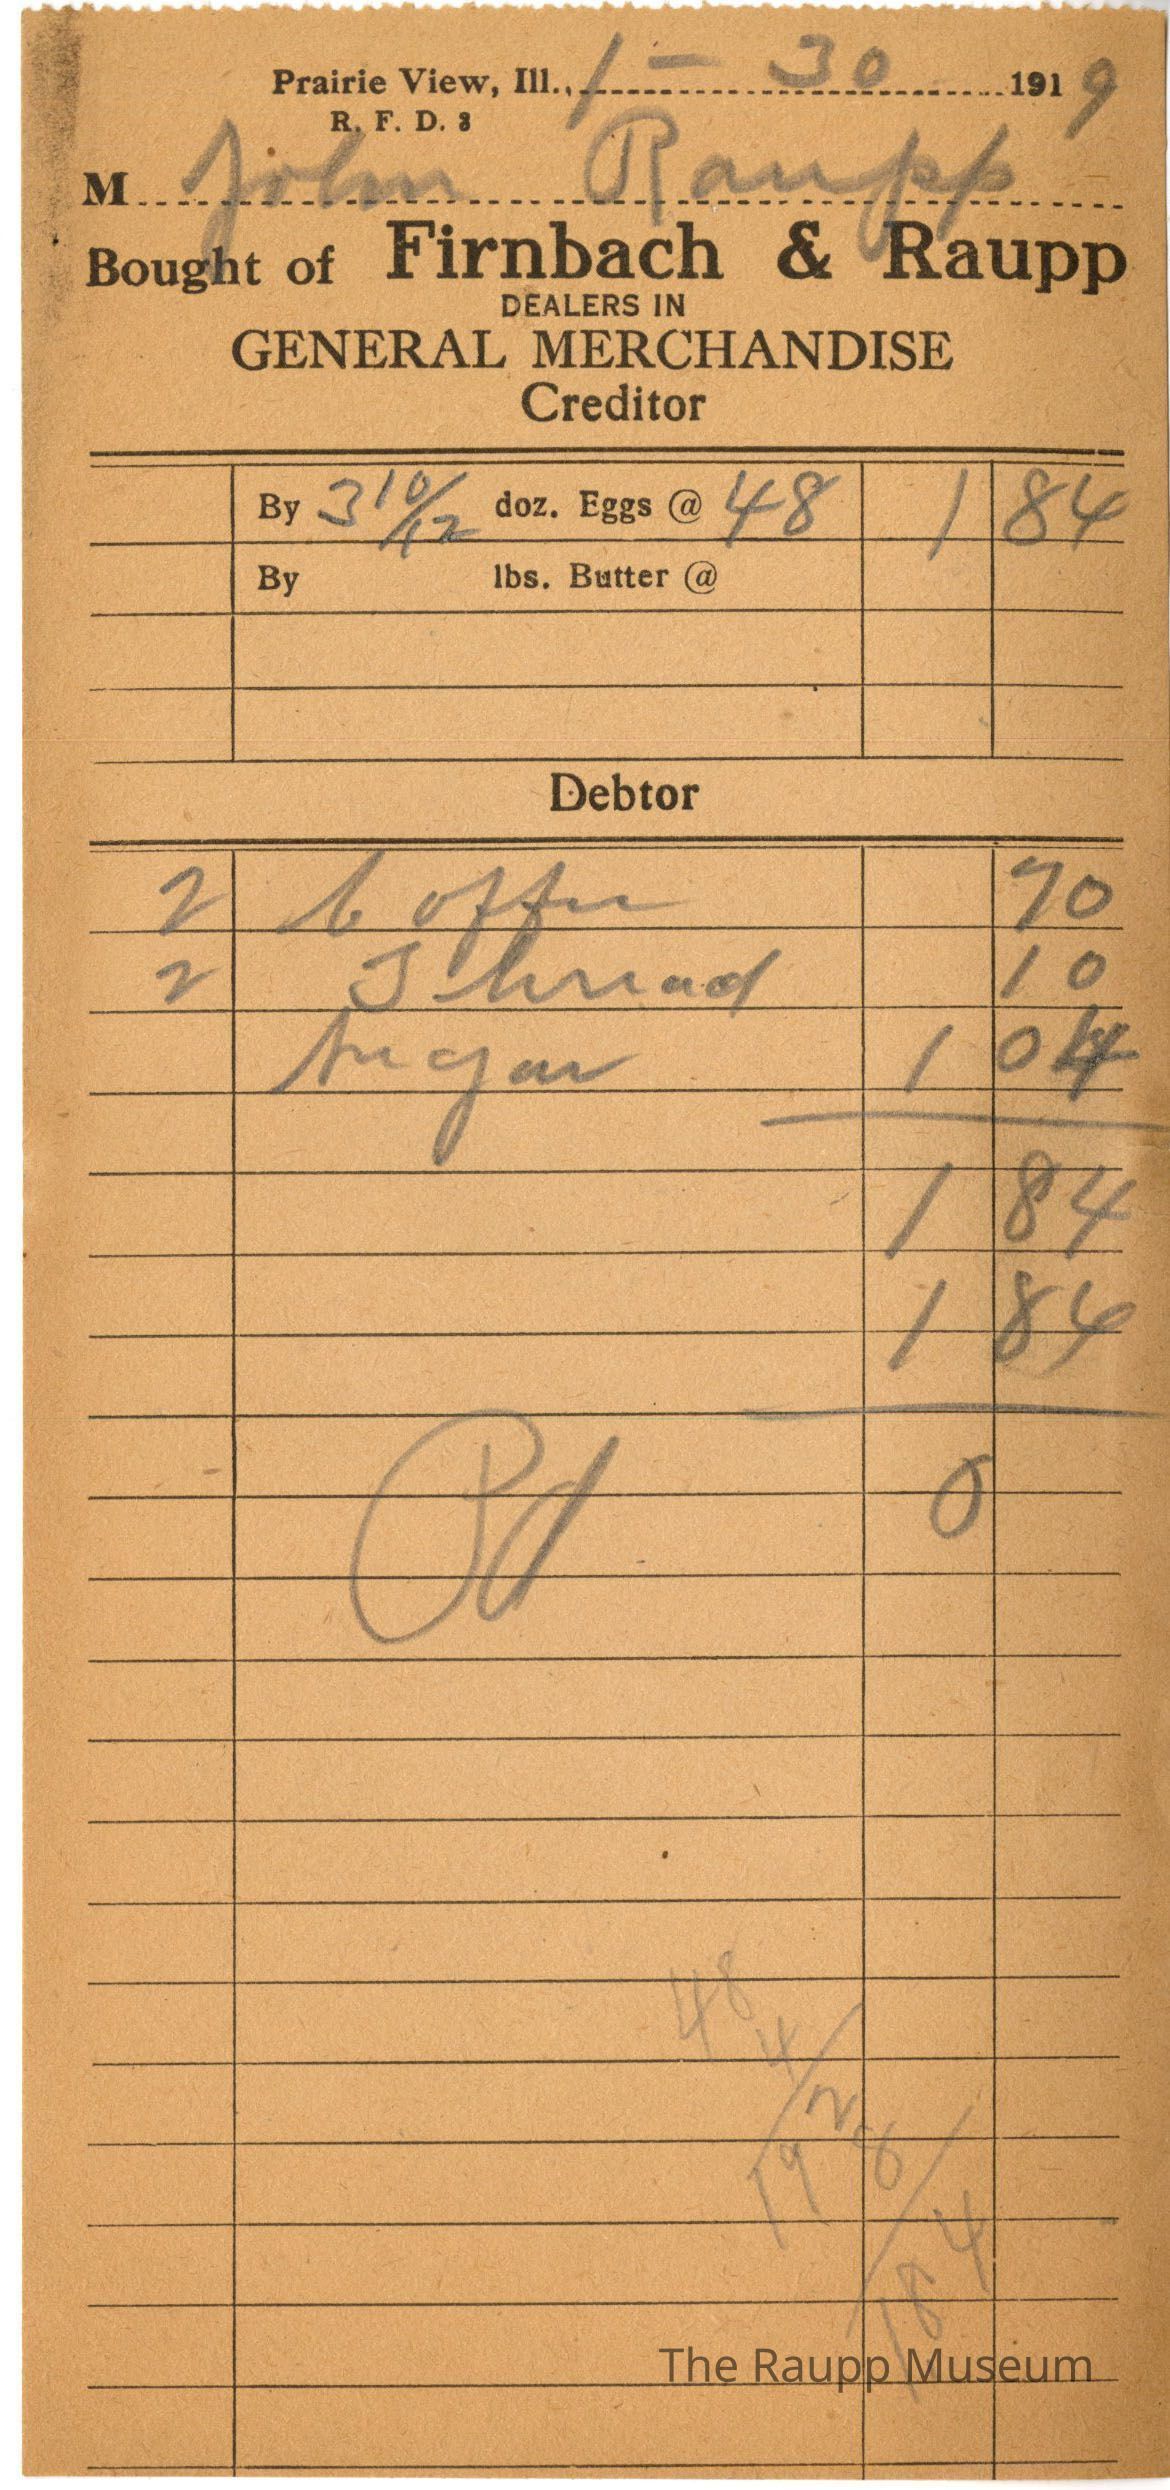 Prairie View, Ill., 1 - 30 1919
R. F. D. 3
M John Raupp
Bought of Firnbach & Raupp
DEALERS IN
GENERAL MERCHANDISE
Creditor
By 3 10/12 doz. Eggs @ 48 1 84
By lbs. Butter @
Debtor
2 Coffee 70
2 Thread 10
Sugar 1 04
1 84
1 84
Pd 0
48
4
192
8
184
The Raupp Museum